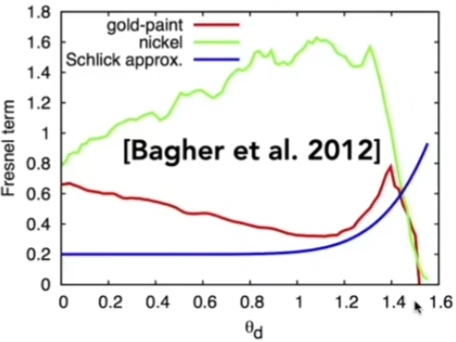 gold-paint
nickel
Schlick approx.
[Bagher et al. 2012]
Fresnel term
1.8
1.6
1.4
1.2
1
0.8
0.6
0.4
0.2
0
0 0.2 0.4 0.6 0.8 1 1.2 1.4 1.6
θd